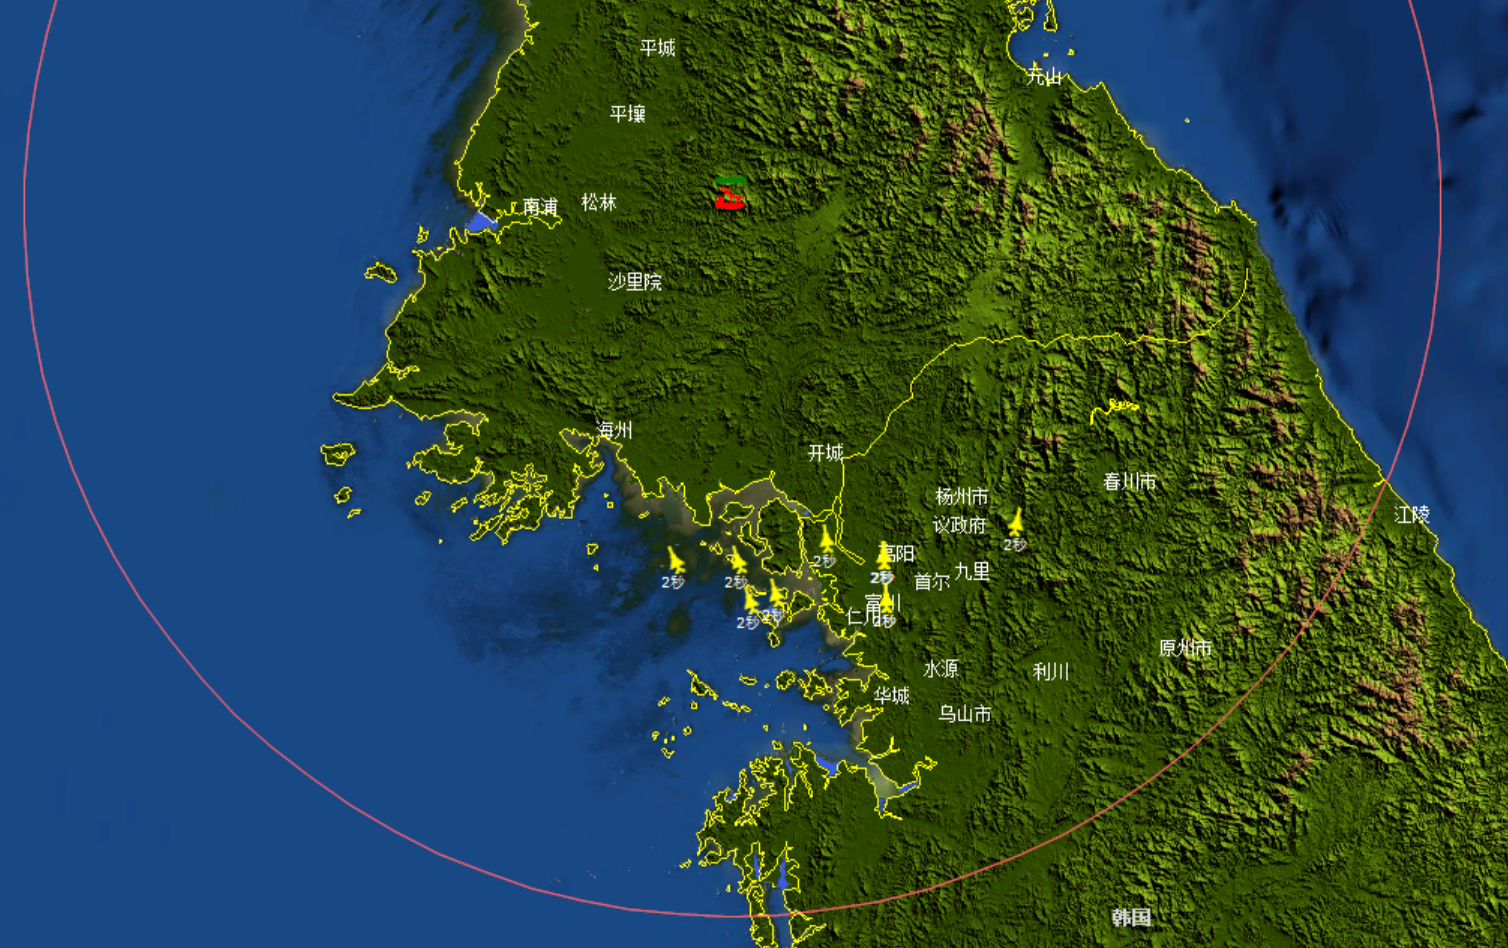 平城
元山
平壤
南浦
松林
沙里院
海州
开城
春川市
杨州市
江陵
议政府
2秒
高阳
2秒
九里
2秒
2秒
2秒
首尔
富川
仁川
2秒
2秒
2秒
原州市
水源
利川
华城
乌山市
韩国